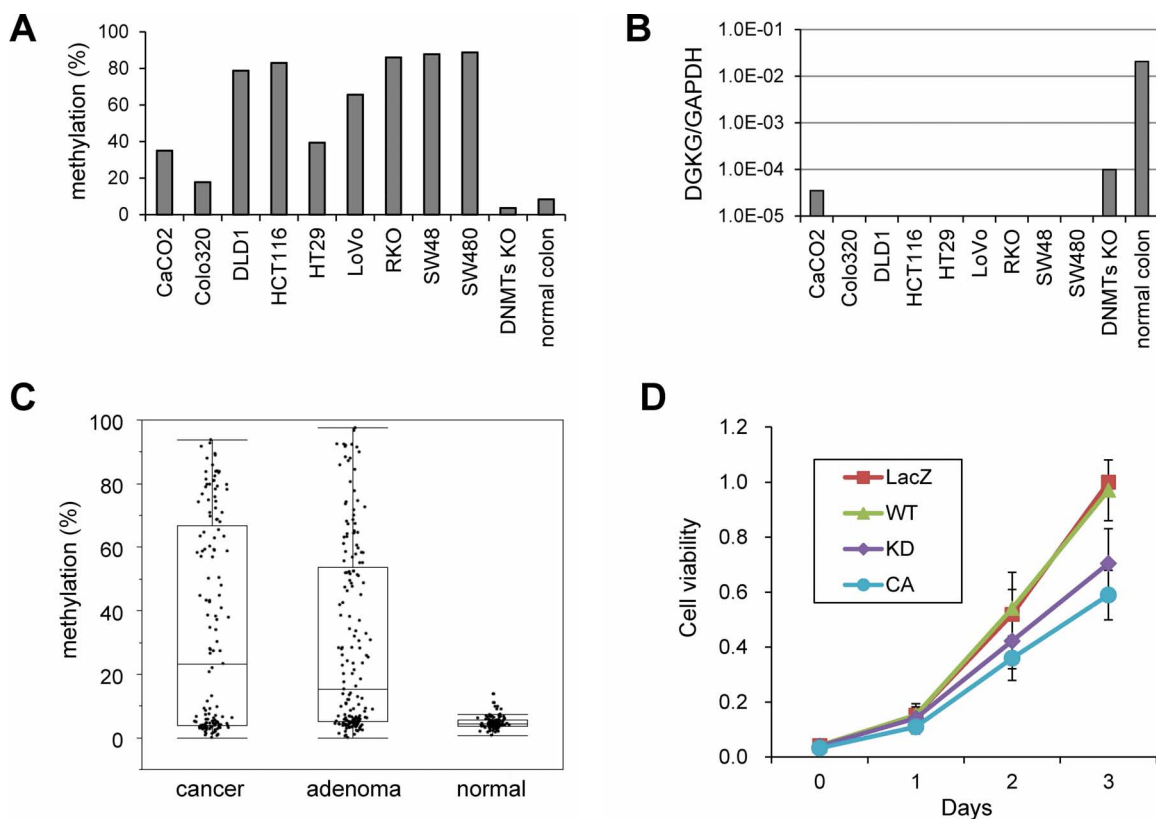 A
methylation (%)
100
80
60
40
20
0
CaCO2
Colo320
DLD1
HCT116
HT29
LoVo
RKO
SW48
SW480
DNMTs KO
normal colon
B
DGKG/GAPDH
1.0E-01
1.0E-02
1.0E-03
1.0E-04
1.0E-05
CaCO2
Colo320
DLD1
HCT116
HT29
LoVo
RKO
SW48
SW480
DNMTs KO
normal colon
C
methylation (%)
100
80
60
40
20
0
cancer
adenoma
normal
D
Cell viability
1.2
1.0
0.8
0.6
0.4
0.2
0.0
LacZ
WT
KD
CA
0
1
2
3
Days